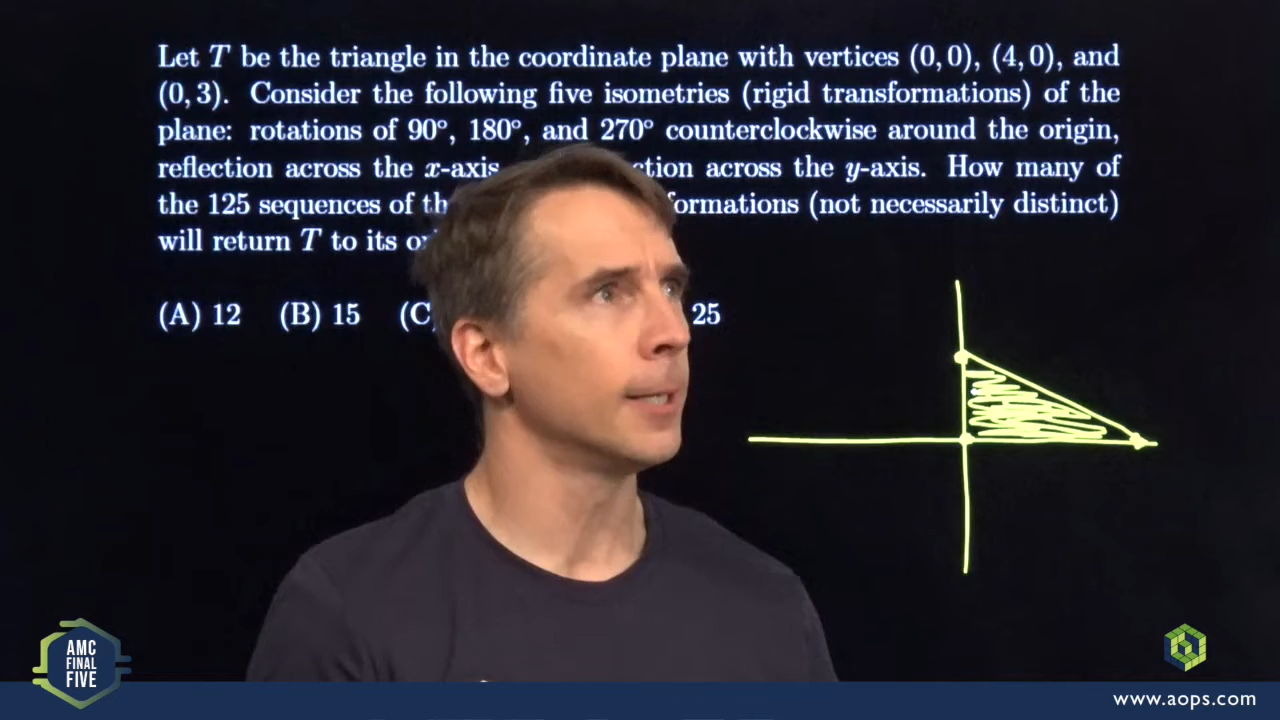 Let T be the triangle in the coordinate plane with vertices (0, 0), (4, 0), and
(0, 3). Consider the following five isometries (rigid transformations) of the
plane: rotations of 90°, 180°, and 270° counterclockwise around the origin,
reflection across the x-axis across the y-axis. How many of
the 125 sequences of (not necessarily distinct)
will return T to its
(A) 12 (B) 15 (C) 25
AMC
FINAL
FIVE
www.aops.com